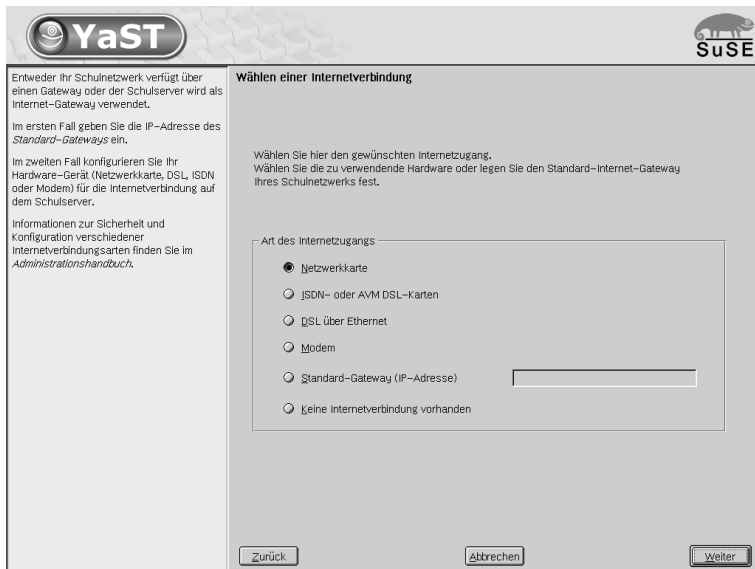 YaST
SuSE
Entweder Ihr Schulnetzwerk verfügt über
einen Gateway oder der Schulserver wird als
Internet-Gateway verwendet.
Im ersten Fall geben Sie die IP-Adresse des
Standard-Gateways ein.
Im zweiten Fall konfigurieren Sie Ihr
Hardware-Gerät (Netzwerkkarte, DSL, ISDN
oder Modem) für die Internetverbindung auf
dem Schulserver.
Informationen zur Sicherheit und
Konfiguration verschiedener
Internetverbindungsarten finden Sie im
Administrationshandbuch.
Wählen einer Internetverbindung
Wählen Sie hier den gewünschten Internetzugang.
Wählen Sie die zu verwendende Hardware oder legen Sie den Standard-Internet-Gateway
Ihres Schulnetzwerks fest.
Art des Internetzugangs
Netzwerkkarte
ISDN- oder AVM DSL-Karten
DSL über Ethernet
Modem
Standard-Gateway (IP-Adresse)
Keine Internetverbindung vorhanden
Zurück
Abbrechen
Weiter